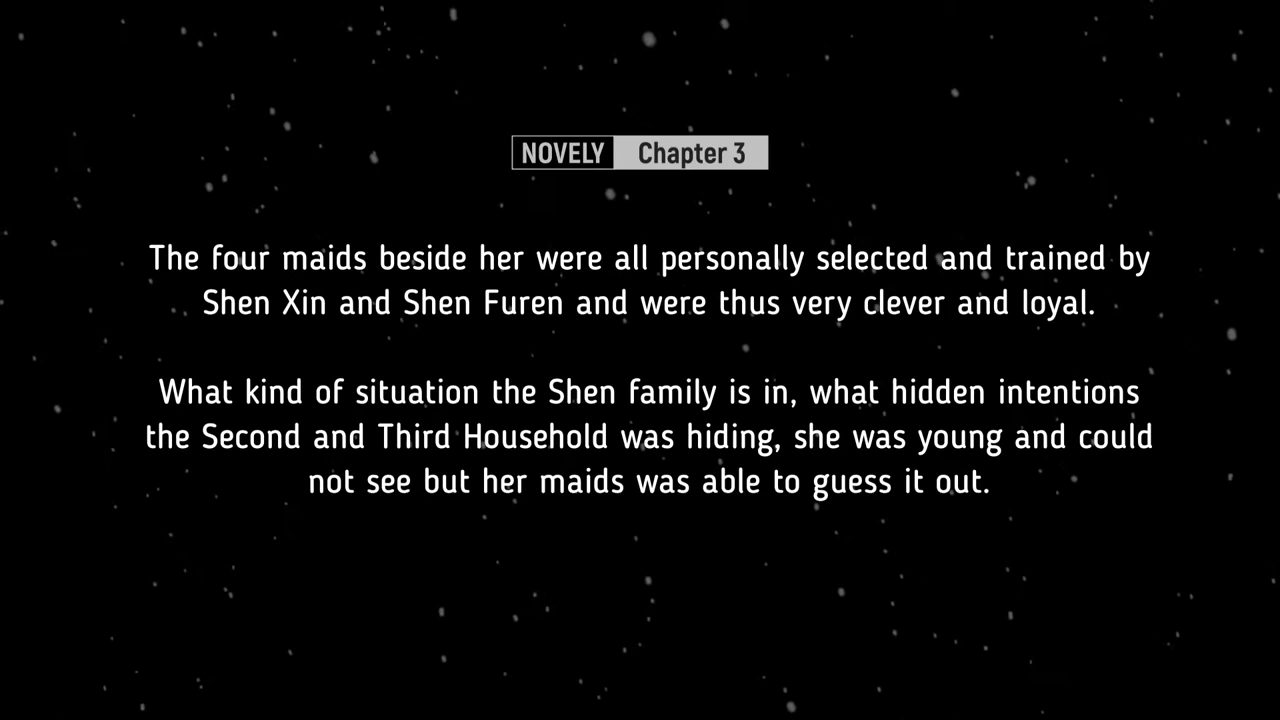 NOVELY Chapter 3
The four maids beside her were all personally selected and trained by
Shen Xin and Shen Furen and were thus very clever and loyal.
What kind of situation the Shen family is in, what hidden intentions
the Second and Third Household was hiding, she was young and could
not see but her maids was able to guess it out.